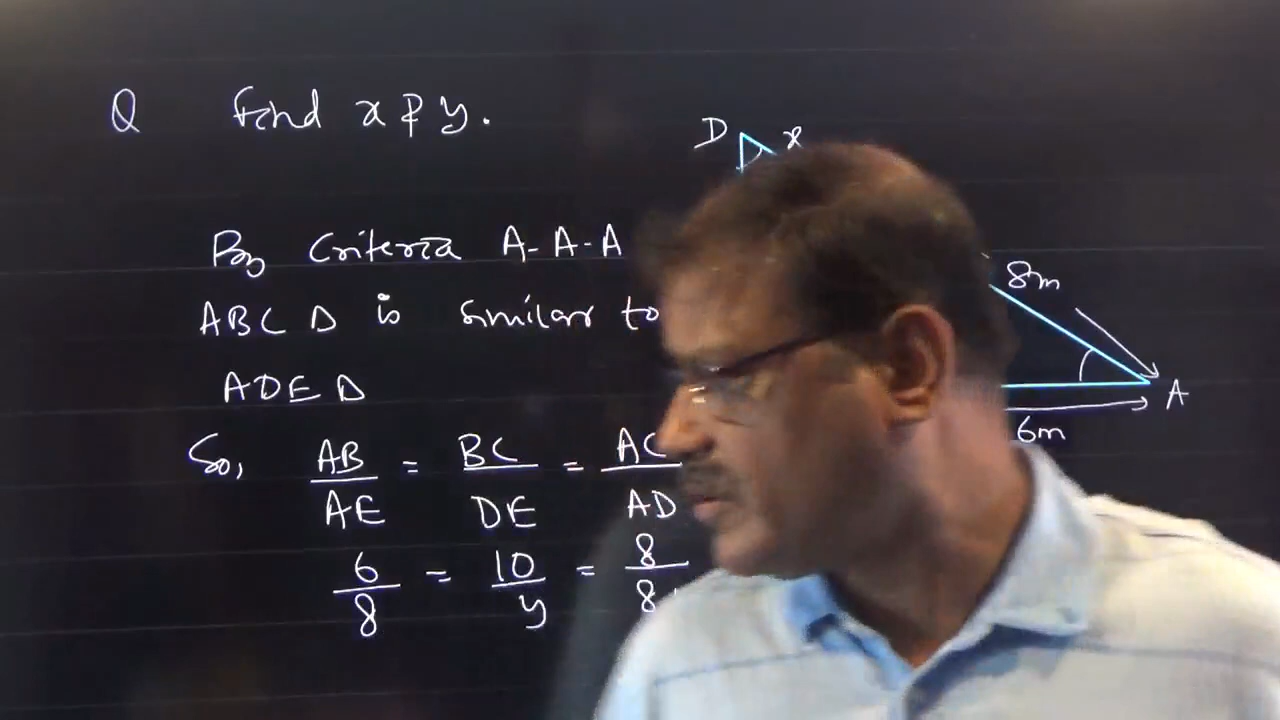 Q Find x & y.
D x
By Criteria A-A-A
8m
ABC Δ is similar to
ADE Δ
A
6m
So, AB/AE = BC/DE = AC/AD
6/8 = 10/y = 8/8